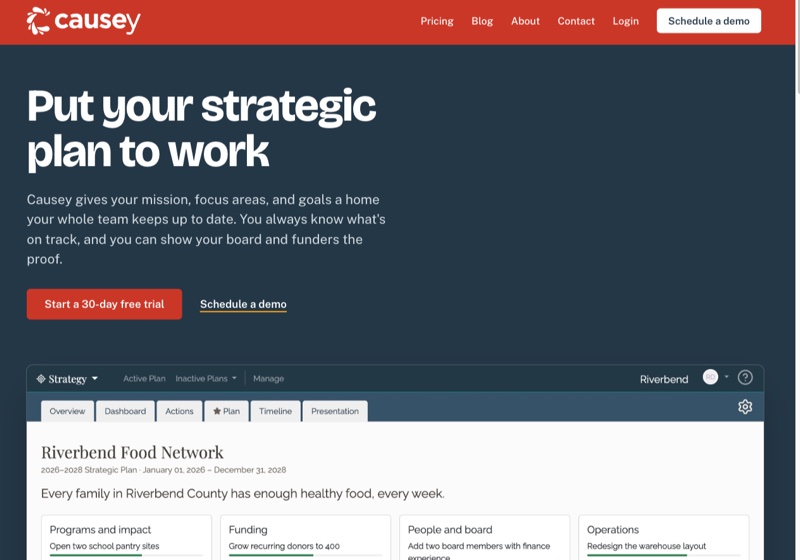 causey
Pricing Blog About Contact Login Schedule a demo
Put your strategic
plan to work
Causey gives your mission, focus areas, and goals a home
your whole team keeps up to date. You always know what's
on track, and you can show your board and funders the
proof.
Start a 30-day free trial Schedule a demo
Strategy Active Plan Inactive Plans Manage Riverbend ?
Overview Dashboard Actions Plan Timeline Presentation
Riverbend Food Network
2026–2028 Strategic Plan · January 01, 2026 – December 31, 2028
Every family in Riverbend County has enough healthy food, every week.
Programs and impact Funding People and board Operations
Open two school pantry sites Grow recurring donors to 400 Add two board members with finance Redesign the warehouse layout
experience